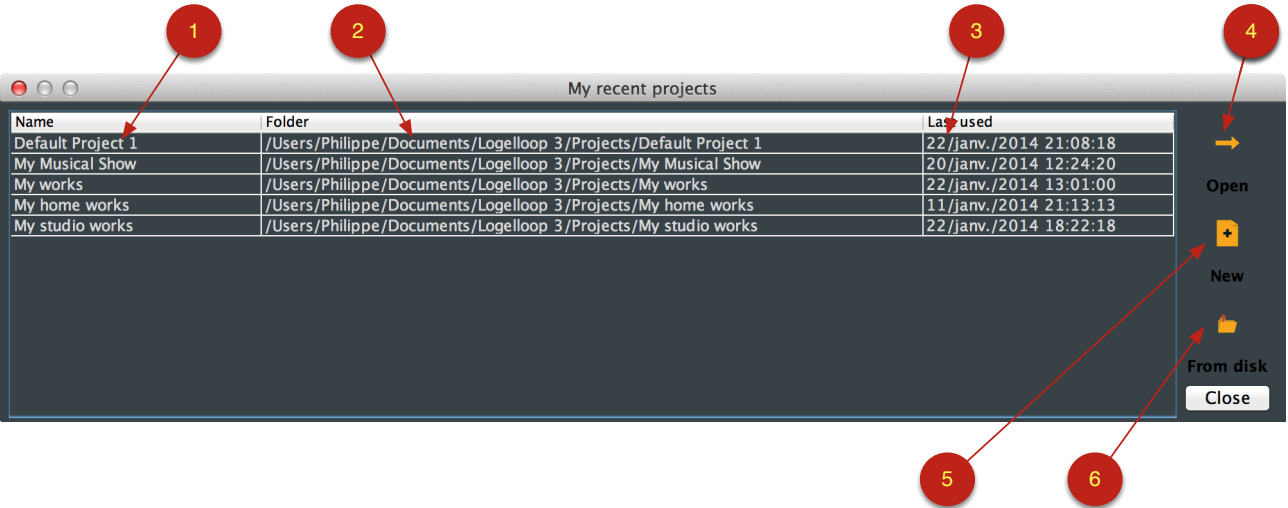 1 2 3 4
My recent projects
Name Folder Last used
Default Project 1 /Users/Philippe/Documents/Logelloop 3/Projects/Default Project 1 22/janv./2014 21:08:18
My Musical Show /Users/Philippe/Documents/Logelloop 3/Projects/My Musical Show 20/janv./2014 12:24:20
My works /Users/Philippe/Documents/Logelloop 3/Projects/My works 22/janv./2014 13:01:00
My home works /Users/Philippe/Documents/Logelloop 3/Projects/My home works 11/janv./2014 21:13:13
My studio works /Users/Philippe/Documents/Logelloop 3/Projects/My studio works 22/janv./2014 18:22:18
Open
New
From disk
Close
5 6